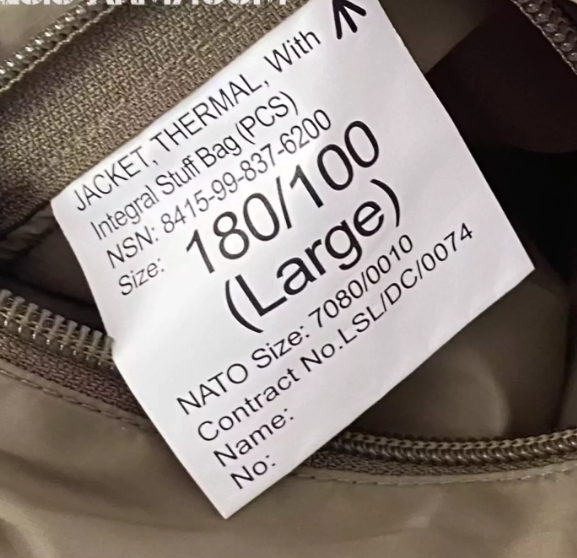 JACKET, THERMAL, With
Integral Stuff Bag (PCS)
NSN: 8415-99-837-6200
Size: 180/100
(Large)
NATO Size: 7080/0010
Contract No.LSL/DC/0074
Name:
No: